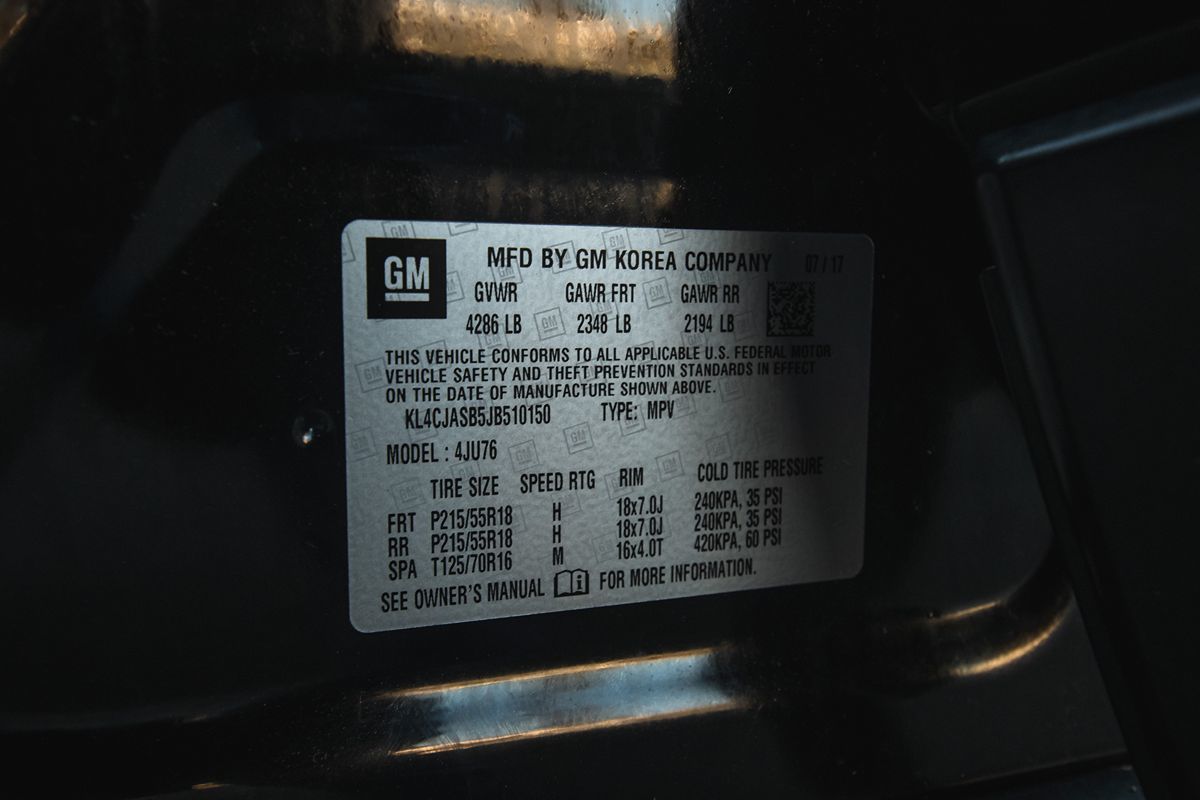 GM MFD BY GM KOREA COMPANY 07/17
GVWR GAWR FRT GAWR RR
4286 LB 2348 LB 2194 LB
THIS VEHICLE CONFORMS TO ALL APPLICABLE U.S. FEDERAL MOTOR
VEHICLE SAFETY AND THEFT PREVENTION STANDARDS IN EFFECT
ON THE DATE OF MANUFACTURE SHOWN ABOVE.
KL4CJASB5JB510150 TYPE: MPV
MODEL : 4JU76
TIRE SIZE SPEED RTG RIM COLD TIRE PRESSURE
FRT P215/55R18 H 18x7.0J 240KPA, 35 PSI
RR P215/55R18 H 18x7.0J 240KPA, 35 PSI
SPA T125/70R16 M 16x4.0T 420KPA, 60 PSI
SEE OWNER'S MANUAL i FOR MORE INFORMATION.